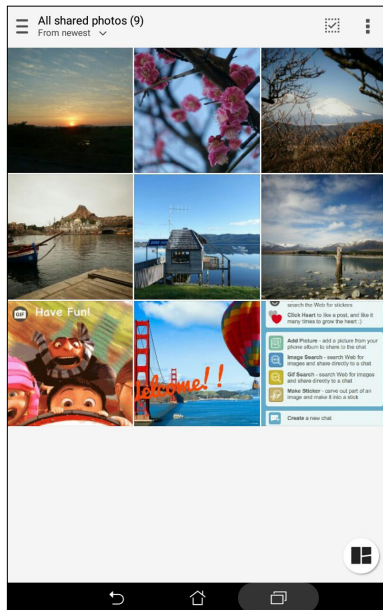 All shared photos (9)
From newest
GIF
Have Fun!
Welcome! !
search the Web for stickers
Click Heart to like a post, and like it
many times to grow the heart :)
Add Picture - add a picture from your
phone album to share to the chat
Image Search - search Web for
images and share directly to a chat
Gif Search - search Web for images
and share directly to a chat
Make Sticker - carve out part of an
image and make it into a stick
Create a new chat